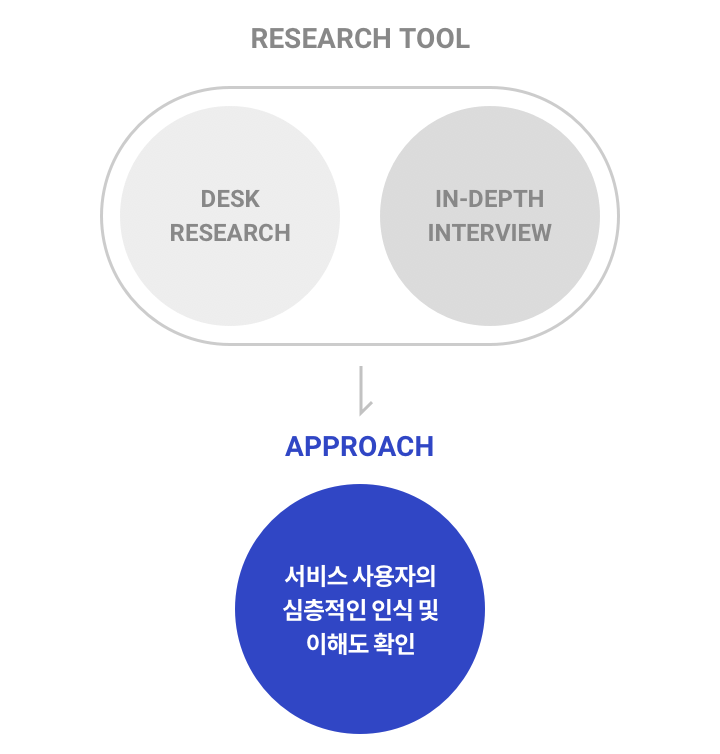 RESEARCH TOOL
DESK
RESEARCH
IN-DEPTH
INTERVIEW
APPROACH
서비스 사용자의
심층적인 인식 및
이해도 확인